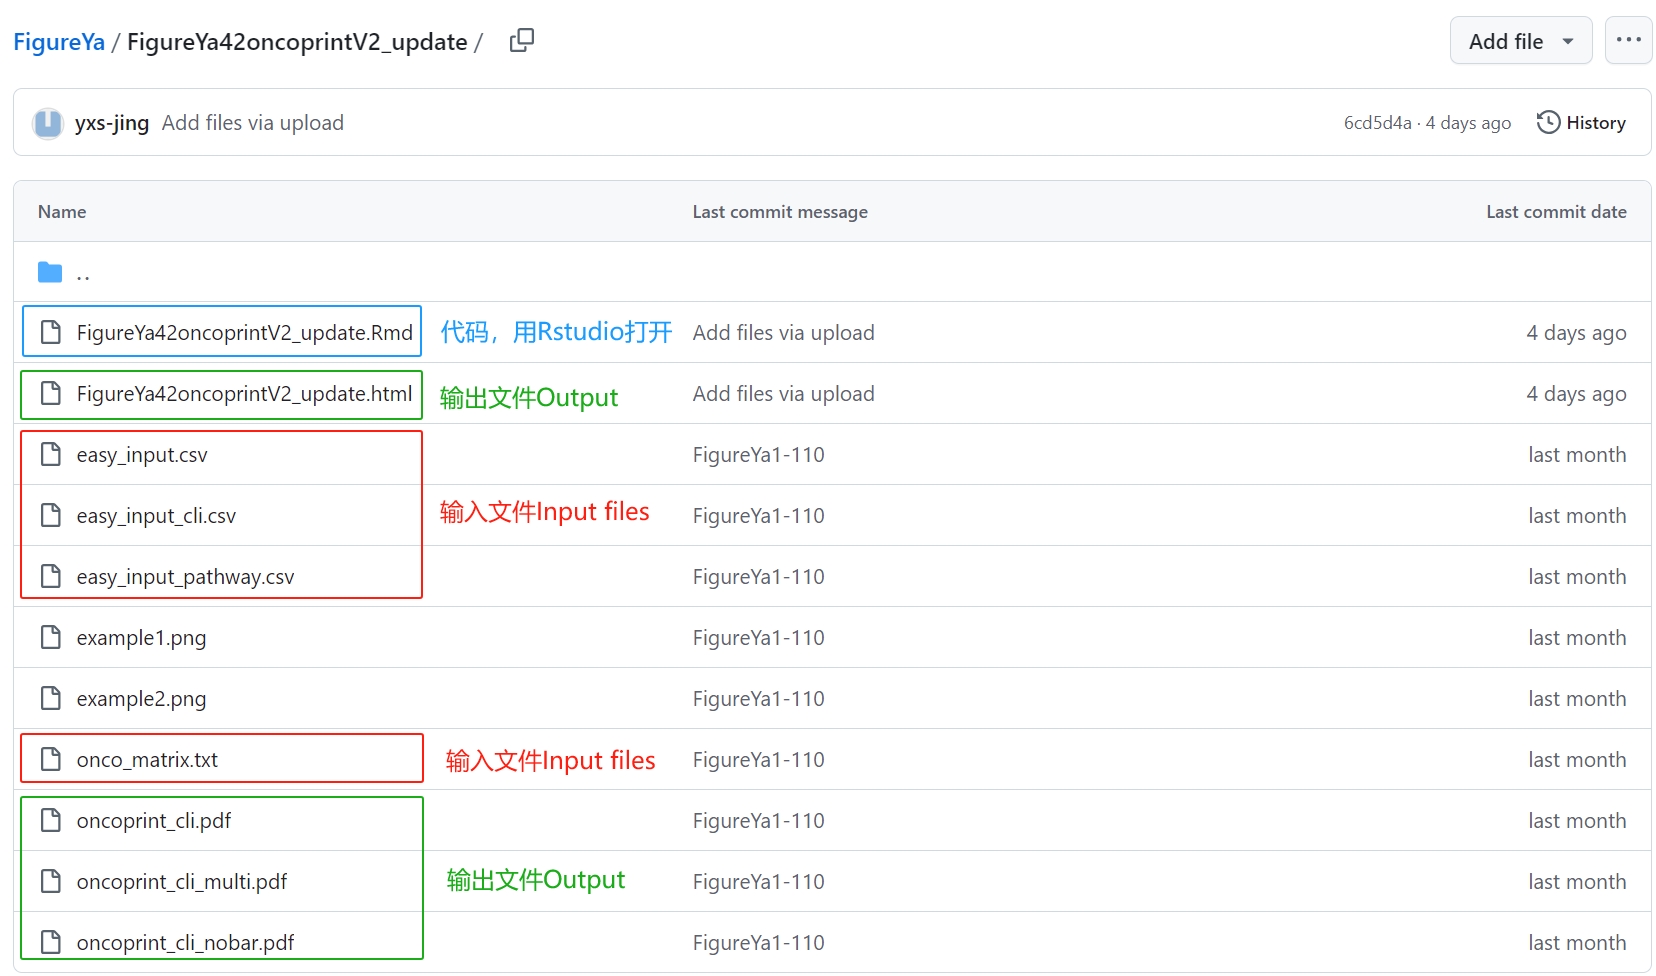 FigureYa / FigureYa42oncoprintV2_update /
Add file
yxs-jing Add files via upload
6cd5d4a · 4 days ago
History
Name Last commit message Last commit date
..
FigureYa42oncoprintV2_update.Rmd 代码，用Rstudio打开 Add files via upload 4 days ago
FigureYa42oncoprintV2_update.html 输出文件Output Add files via upload 4 days ago
easy_input.csv FigureYa1-110 last month
easy_input_cli.csv 输入文件Input files FigureYa1-110 last month
easy_input_pathway.csv FigureYa1-110 last month
example1.png FigureYa1-110 last month
example2.png FigureYa1-110 last month
onco_matrix.txt 输入文件Input files FigureYa1-110 last month
oncoprint_cli.pdf FigureYa1-110 last month
oncoprint_cli_multi.pdf 输出文件Output FigureYa1-110 last month
oncoprint_cli_nobar.pdf FigureYa1-110 last month